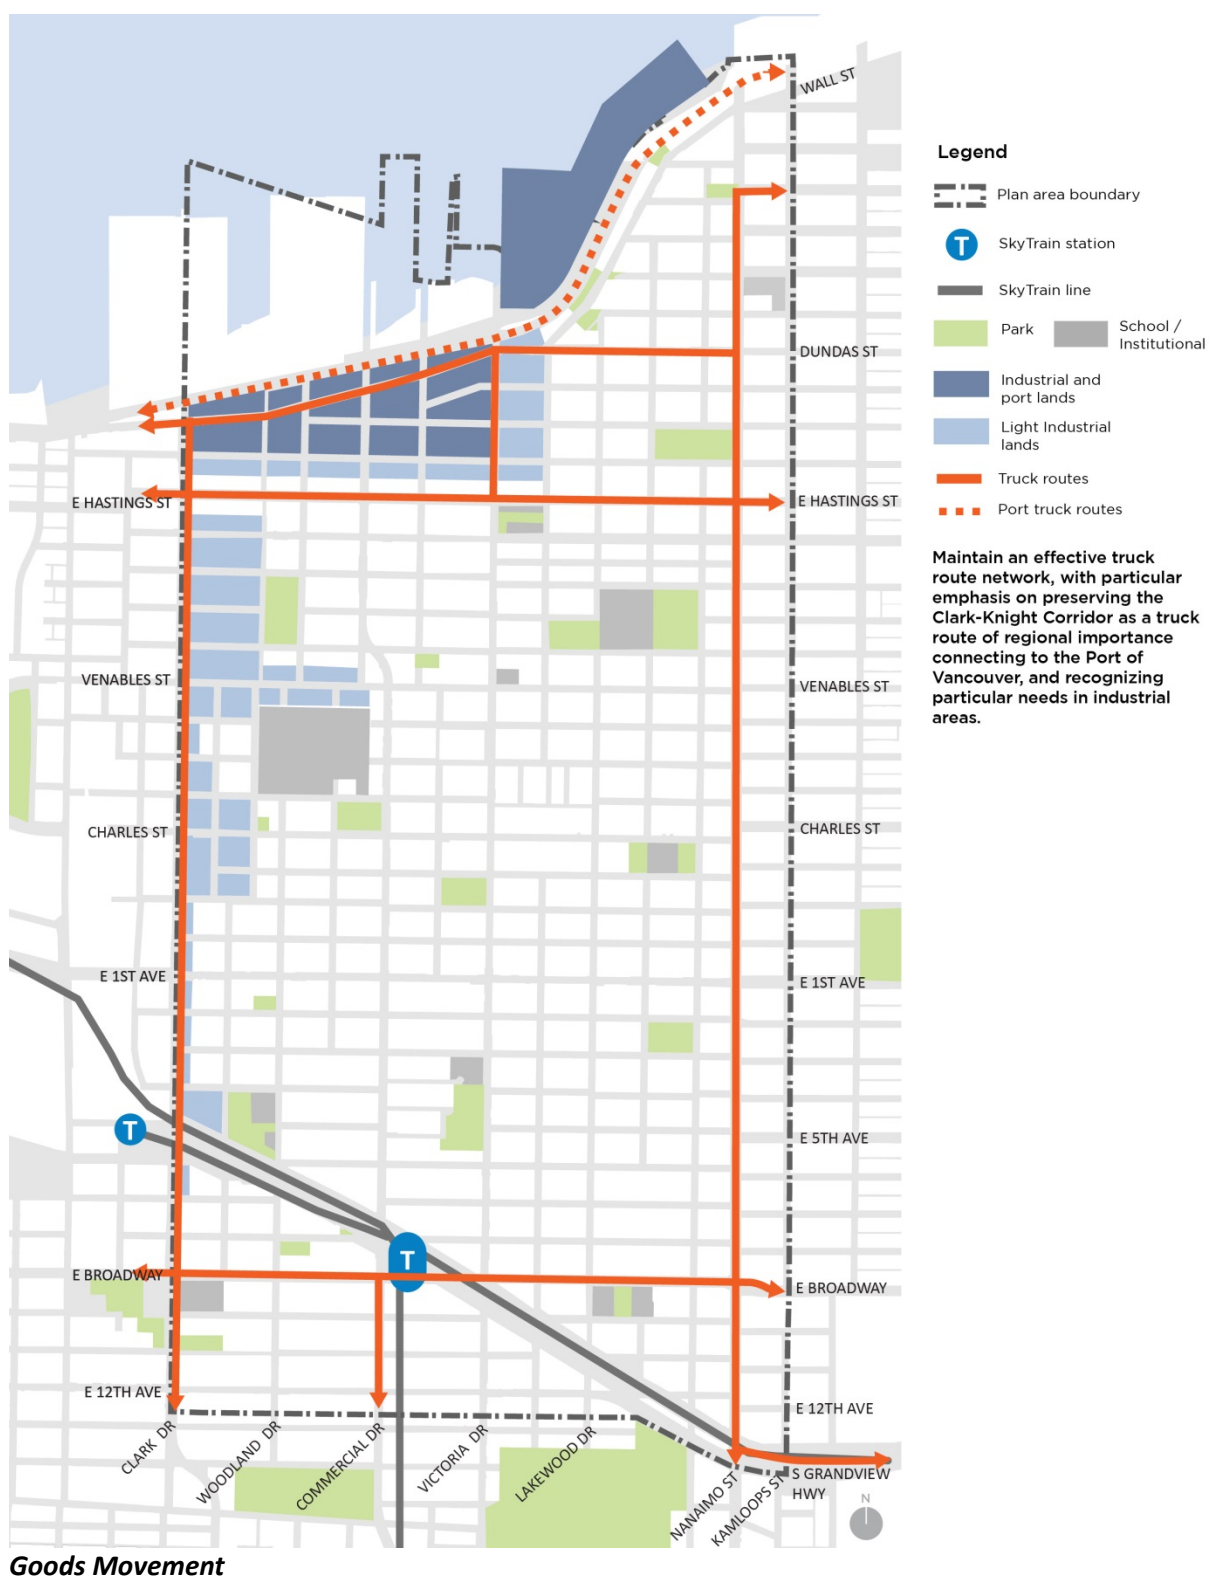 WALL ST
Legend
Plan area boundary
T
SkyTrain station
SkyTrain line
Park
School /
Institutional
DUNDAS ST
Industrial and
port lands
Light Industrial
lands
Truck routes
Port truck routes
E HASTINGS ST
E HASTINGS ST
Maintain an effective truck
route network, with particular
emphasis on preserving the
Clark-Knight Corridor as a truck
route of regional importance
connecting to the Port of
Vancouver, and recognizing
particular needs in industrial
areas.
VENABLES ST
VENABLES ST
CHARLES ST
CHARLES ST
E 1ST AVE
E 1ST AVE
T
E 5TH AVE
T
E BROADWAY
E BROADWAY
E 12TH AVE
E 12TH AVE
CLARK DR
WOODLAND DR
COMMERCIAL DR
VICTORIA DR
LAKEWOOD DR
NANAIMO ST
KAMLOOPS ST
S GRANDVIEW
HWY
N
Goods Movement